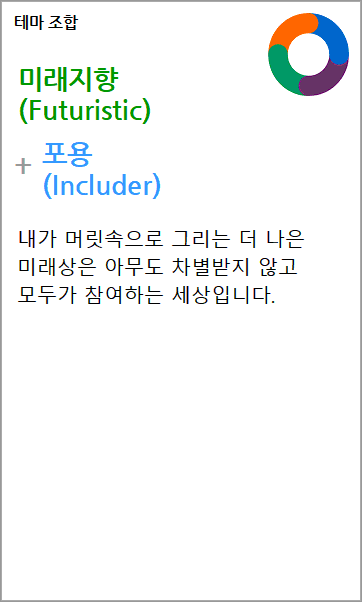 테마 조합
미래지향
(Futuristic)
+ 포용
(Includer)
내가 머릿속으로 그리는 더 나은
미래상은 아무도 차별받지 않고
모두가 참여하는 세상입니다.